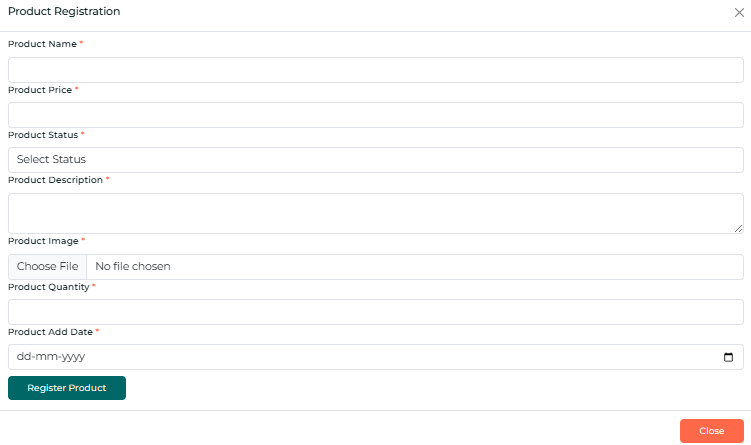 Product Registration
Product Name *
Product Price *
Product Status *
Select Status
Product Description *
Product Image *
Choose File No file chosen
Product Quantity *
Product Add Date *
dd-mm-yyyy
Register Product
Close